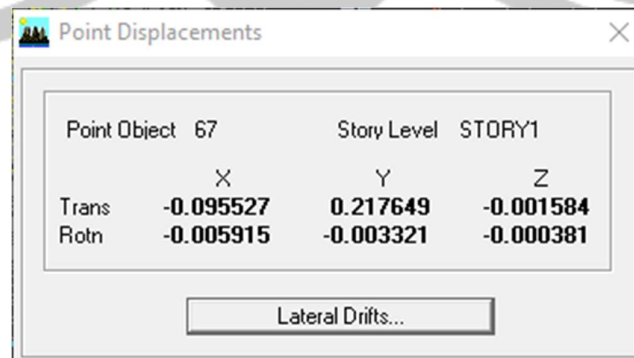 Point Displacements
Point Object 67 Story Level STORY1
X Y Z
Trans -0.095527 0.217649 -0.001584
Rotn -0.005915 -0.003321 -0.000381
Lateral Drifts...